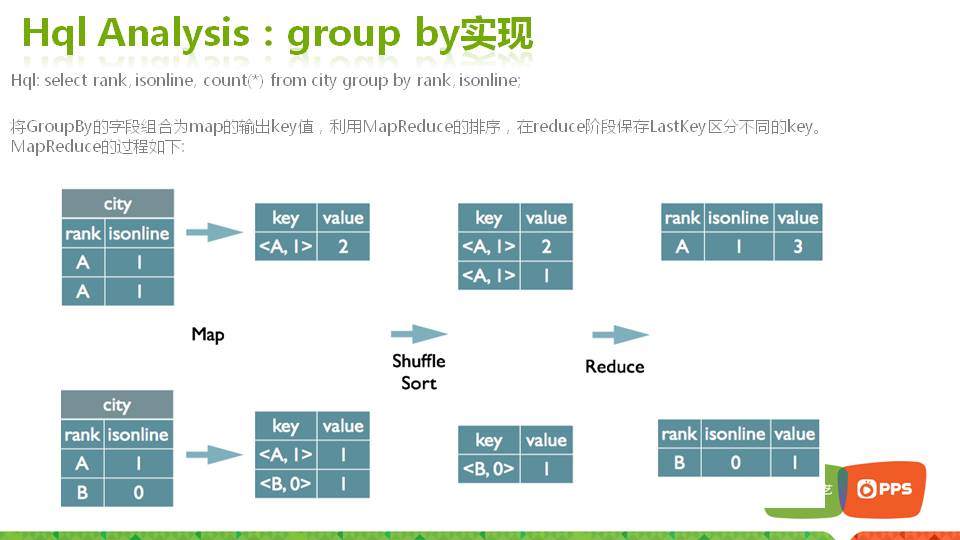 Hql Analysis：group by实现
Hql: select rank, isonline, count(*) from city group by rank, isonline;
将GroupBy的字段组合为map的输出key值，利用MapReduce的排序，在reduce阶段保存LastKey区分不同的key。
MapReduce的过程如下:
city
rank isonline
A 1
A 1
key value
<A, 1> 2
key value
<A, 1> 2
<A, 1> 1
rank isonline value
A 1 3
Map
Shuffle
Sort
Reduce
city
rank isonline
A 1
B 0
key value
<A, 1> 1
<B, 0> 1
key value
<B, 0> 1
rank isonline value
B 0 1
艺
PPS